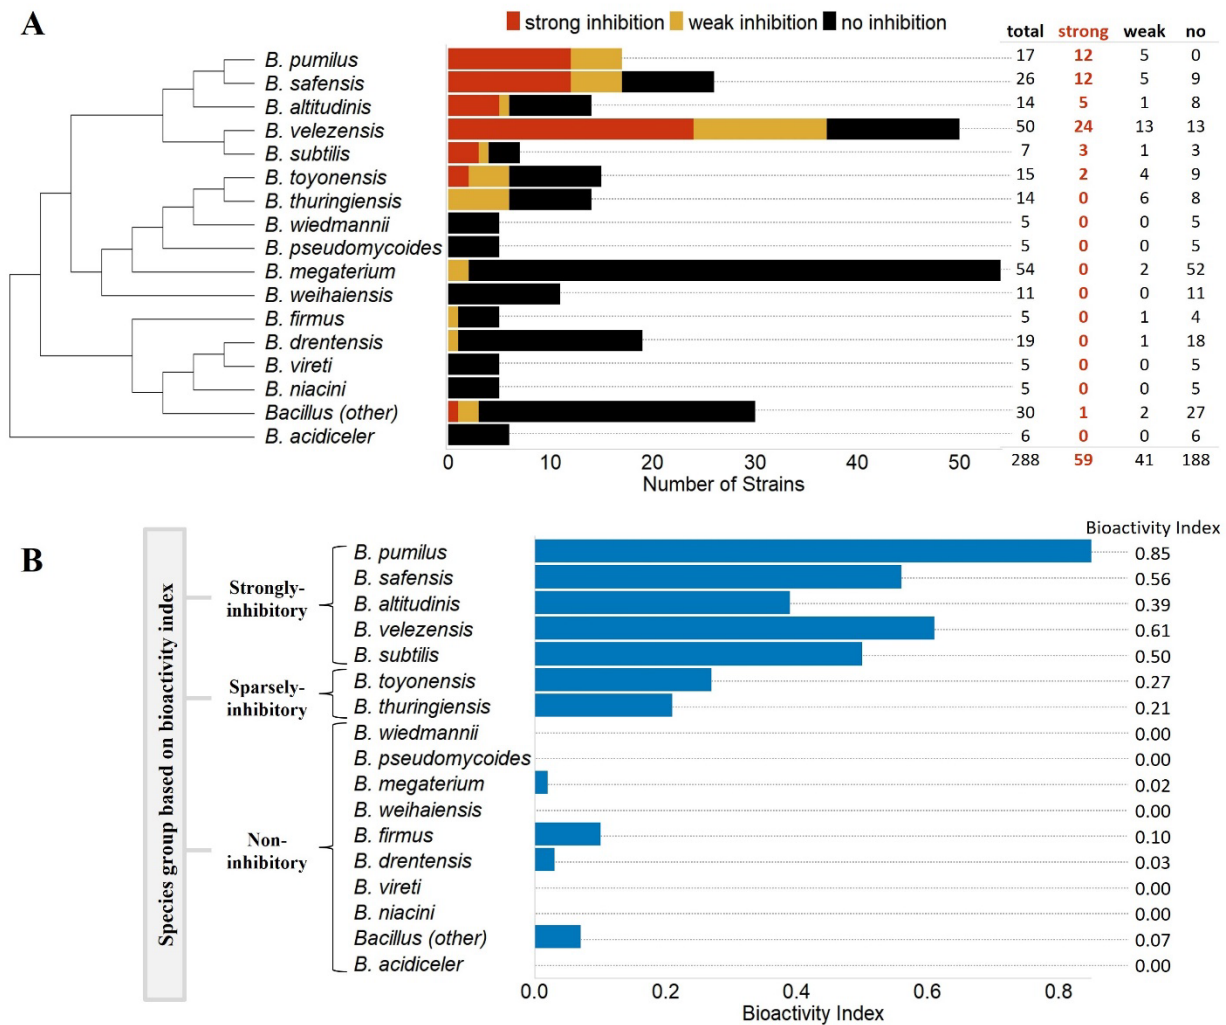 A
strong inhibition weak inhibition no inhibition
total strong weak no
B. pumilus 17 12 5 0
B. safensis 26 12 5 9
B. altitudinis 14 5 1 8
B. velezensis 50 24 13 13
B. subtilis 7 3 1 3
B. toyonensis 15 2 4 9
B. thuringiensis 14 0 6 8
B. wiedmannii 5 0 0 5
B. pseudomycoides 5 0 0 5
B. megaterium 54 0 2 52
B. weihaiensis 11 0 0 11
B. firmus 5 0 1 4
B. drentensis 19 0 1 18
B. vireti 5 0 0 5
B. niacini 5 0 0 5
Bacillus (other) 30 1 2 27
B. acidiceler 6 0 0 6
0 10 20 30 40 50 288 59 41 188
Number of Strains
B
Species group based on bioactivity index
Bioactivity Index
Strongly-
inhibitory
Sparsely-
inhibitory
Non-
inhibitory
B. pumilus 0.85
B. safensis 0.56
B. altitudinis 0.39
B. velezensis 0.61
B. subtilis 0.50
B. toyonensis 0.27
B. thuringiensis 0.21
B. wiedmannii 0.00
B. pseudomycoides 0.00
B. megaterium 0.02
B. weihaiensis 0.00
B. firmus 0.10
B. drentensis 0.03
B. vireti 0.00
B. niacini 0.00
Bacillus (other) 0.07
B. acidiceler 0.00
0.0 0.2 0.4 0.6 0.8
Bioactivity Index